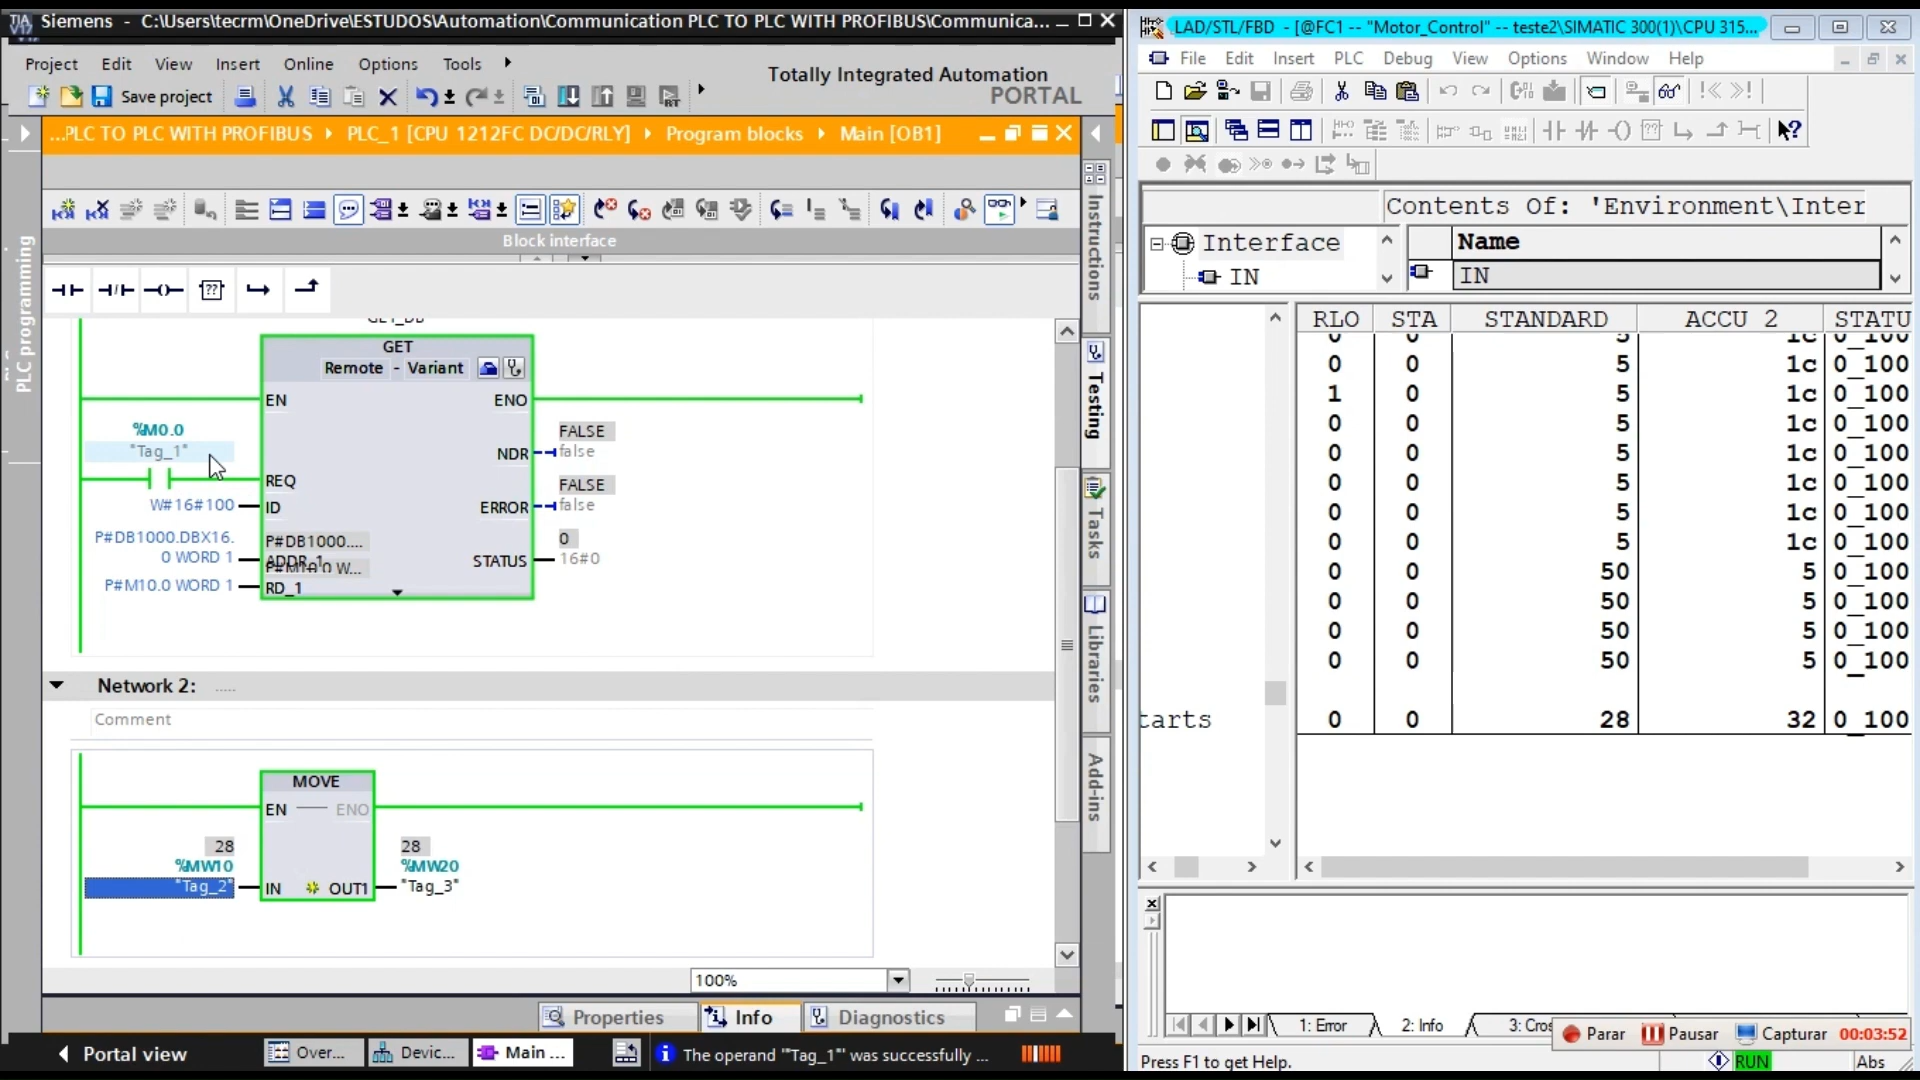 Siemens - C:\Users\tecrm\OneDrive\ESTUDOS\Automation\Communication PLC TO PLC WITH PROFIBUS\Communica...
Project Edit View Insert Online Options Tools
Totally Integrated Automation
PORTAL
Save project
...PLC TO PLC WITH PROFIBUS PLC_1 [CPU 1212FC DC/DC/RLY] Program blocks Main [OB1]
Block interface
PLC programming
GET
Remote - Variant
EN
ENO
%M0.0
"Tag_1"
FALSE
NDR
false
REQ
FALSE
W#16#100
ID
ERROR
false
P#DB1000.DBX16.
0 WORD 1
P#DB1000....
ADDR_1
0
STATUS
16#0
P#M10.0 WORD 1
RD_1
Network 2: .....
Comment
MOVE
EN
ENO
28
%MW10
"Tag_2"
IN
OUT1
28
%MW20
"Tag_3"
100%
Properties
Info
Diagnostics
Portal view
Over...
Devic...
Main ...
The operand '"Tag_1"' was successfully ...
Instructions
Testing
Tasks
Libraries
Add-ins
LAD/STL/FBD - [@FC1 -- "Motor_Control" -- teste2\SIMATIC 300(1)\CPU 315...
File Edit Insert PLC Debug View Options Window Help
Contents Of: 'Environment\Inter
Interface
IN
Name
IN
RLO STA STANDARD ACCU 2 STATU
0 0 5 1c 0_100
1 0 5 1c 0_100
0 0 5 1c 0_100
0 0 5 1c 0_100
0 0 5 1c 0_100
0 0 5 1c 0_100
0 0 5 1c 0_100
0 0 50 5 0_100
0 0 50 5 0_100
0 0 50 5 0_100
0 0 50 5 0_100
tarts 0 0 28 32 0_100
1: Error
2: Info
3: Cros
Parar
Pausar
Capturar
00:03:52
Press F1 to get Help.
RUN
Abs